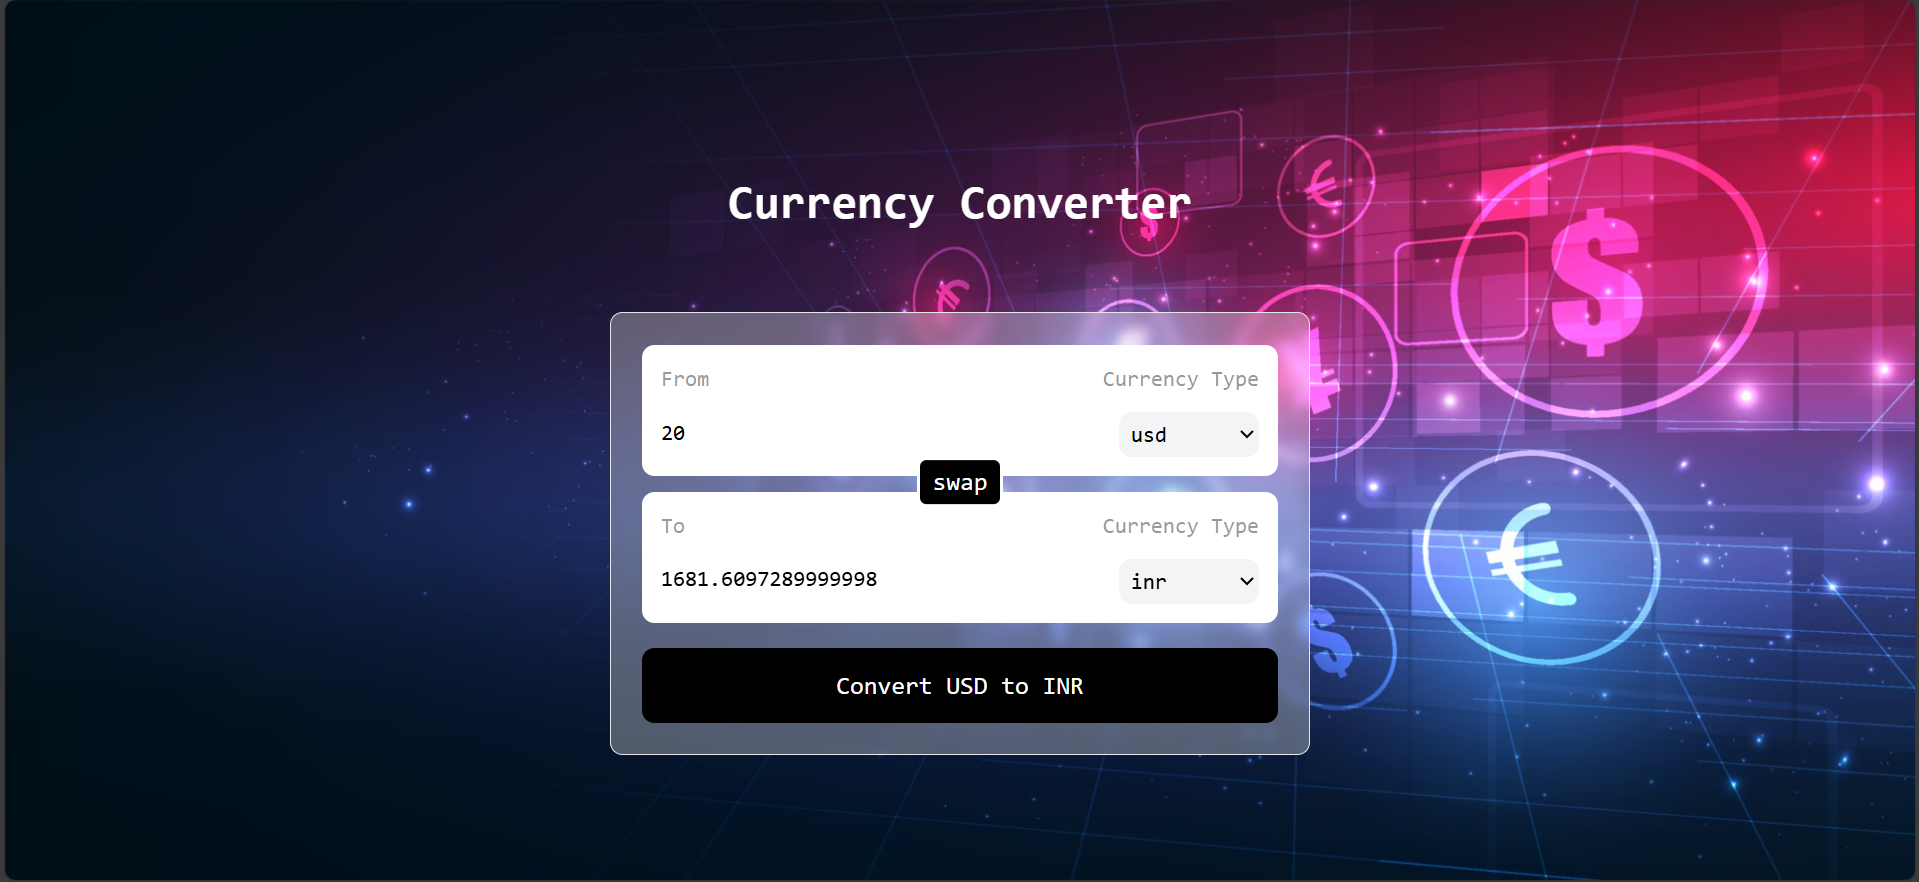 Currency Converter
From Currency Type
20 usd
swap
To Currency Type
1681.6097289999998 inr
Convert USD to INR